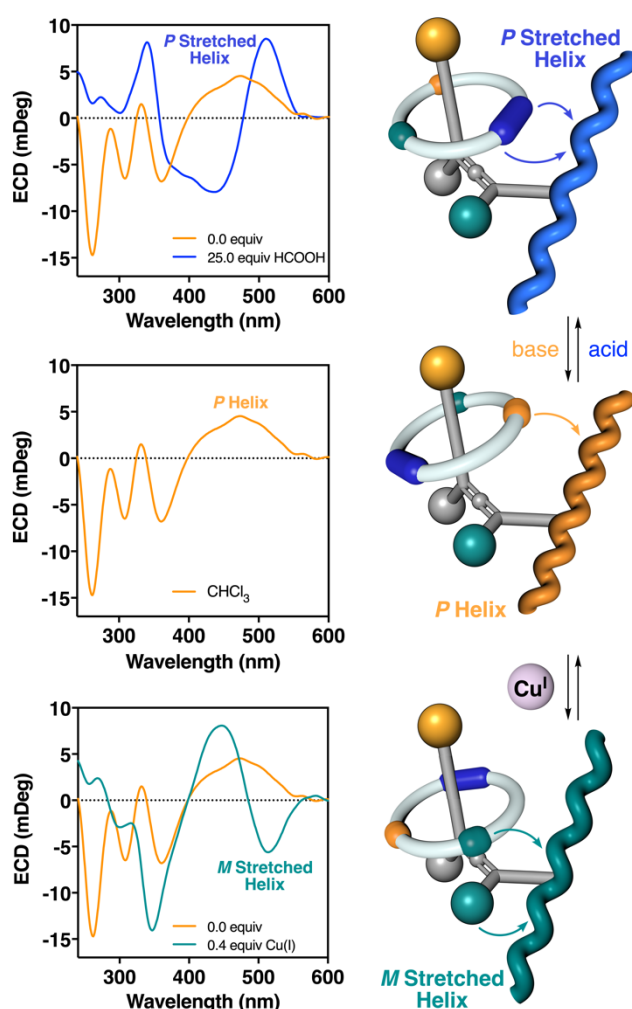 10
5
0
-5
-10
-15
ECD (mDeg)
P Stretched
Helix
0.0 equiv
25.0 equiv HCOOH
300 400 500 600
Wavelength (nm)
P Stretched
Helix
base acid
10
5
0
-5
-10
-15
ECD (mDeg)
P Helix
CHCl₃
300 400 500 600
Wavelength (nm)
P Helix
Cuᴵ
10
5
0
-5
-10
-15
ECD (mDeg)
M Stretched
Helix
0.0 equiv
0.4 equiv Cu(I)
300 400 500 600
Wavelength (nm)
M Stretched
Helix